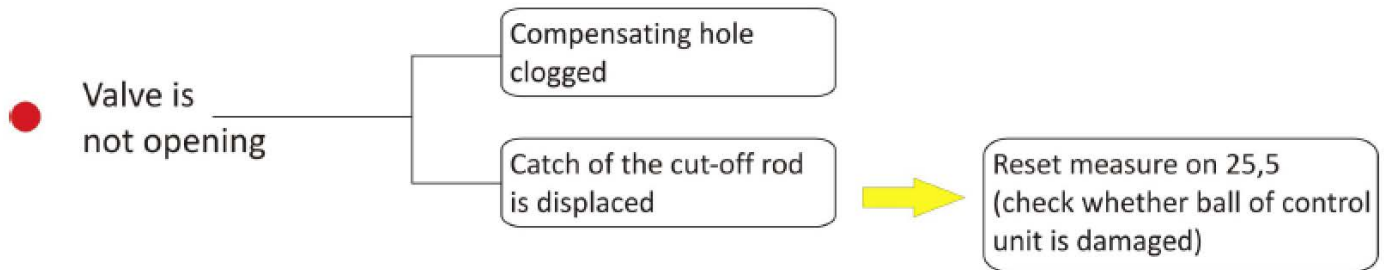 Valve is
not opening
Compensating hole
clogged
Catch of the cut-off rod
is displaced
Reset measure on 25,5
(check whether ball of control
unit is damaged)